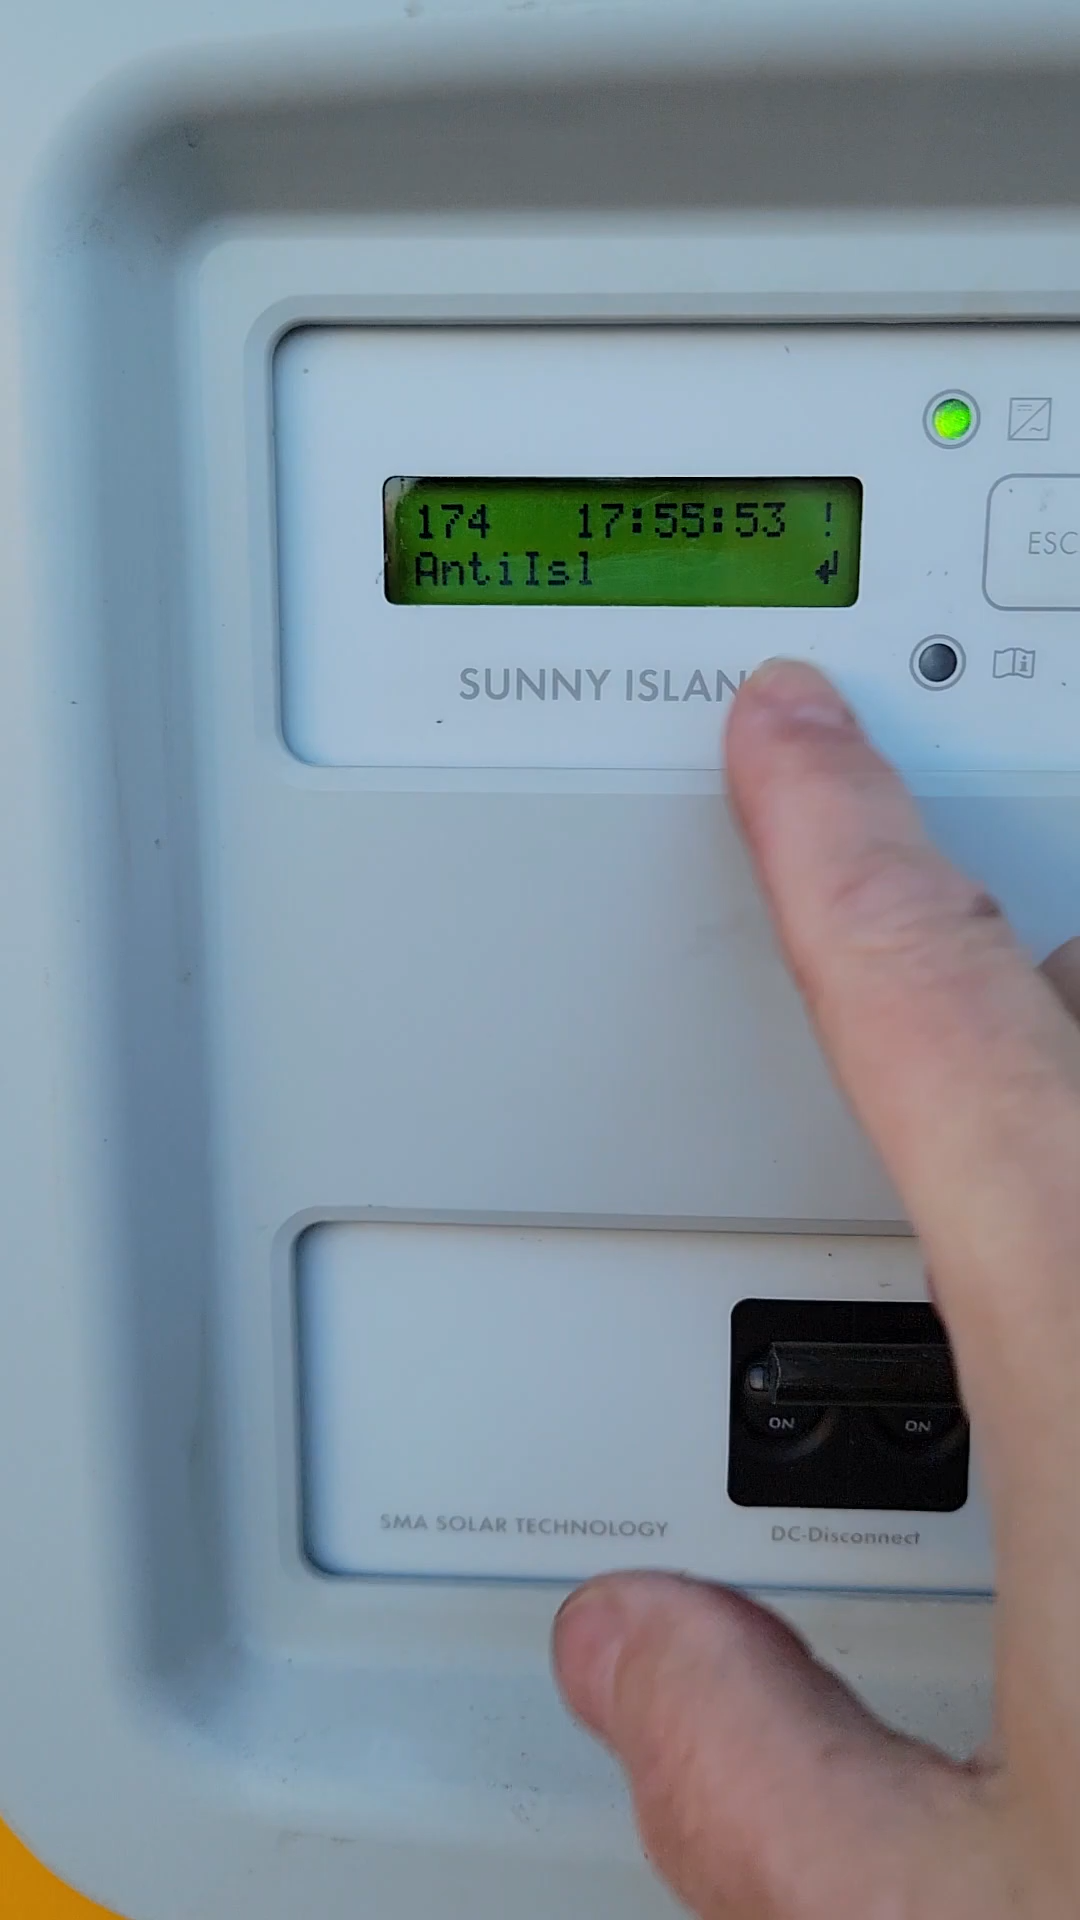 174 17:55:53 !
AntiIsl ↲
ESC
SUNNY ISLAN
ON ON
SMA SOLAR TECHNOLOGY
DC-Disconnect